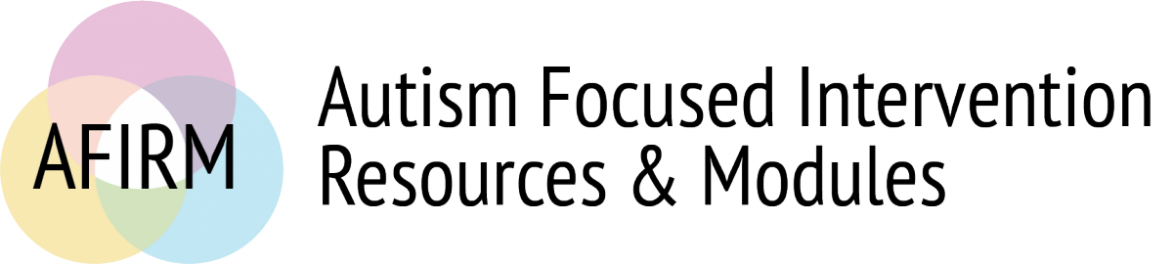 AFIRM
Autism Focused Intervention
Resources & Modules